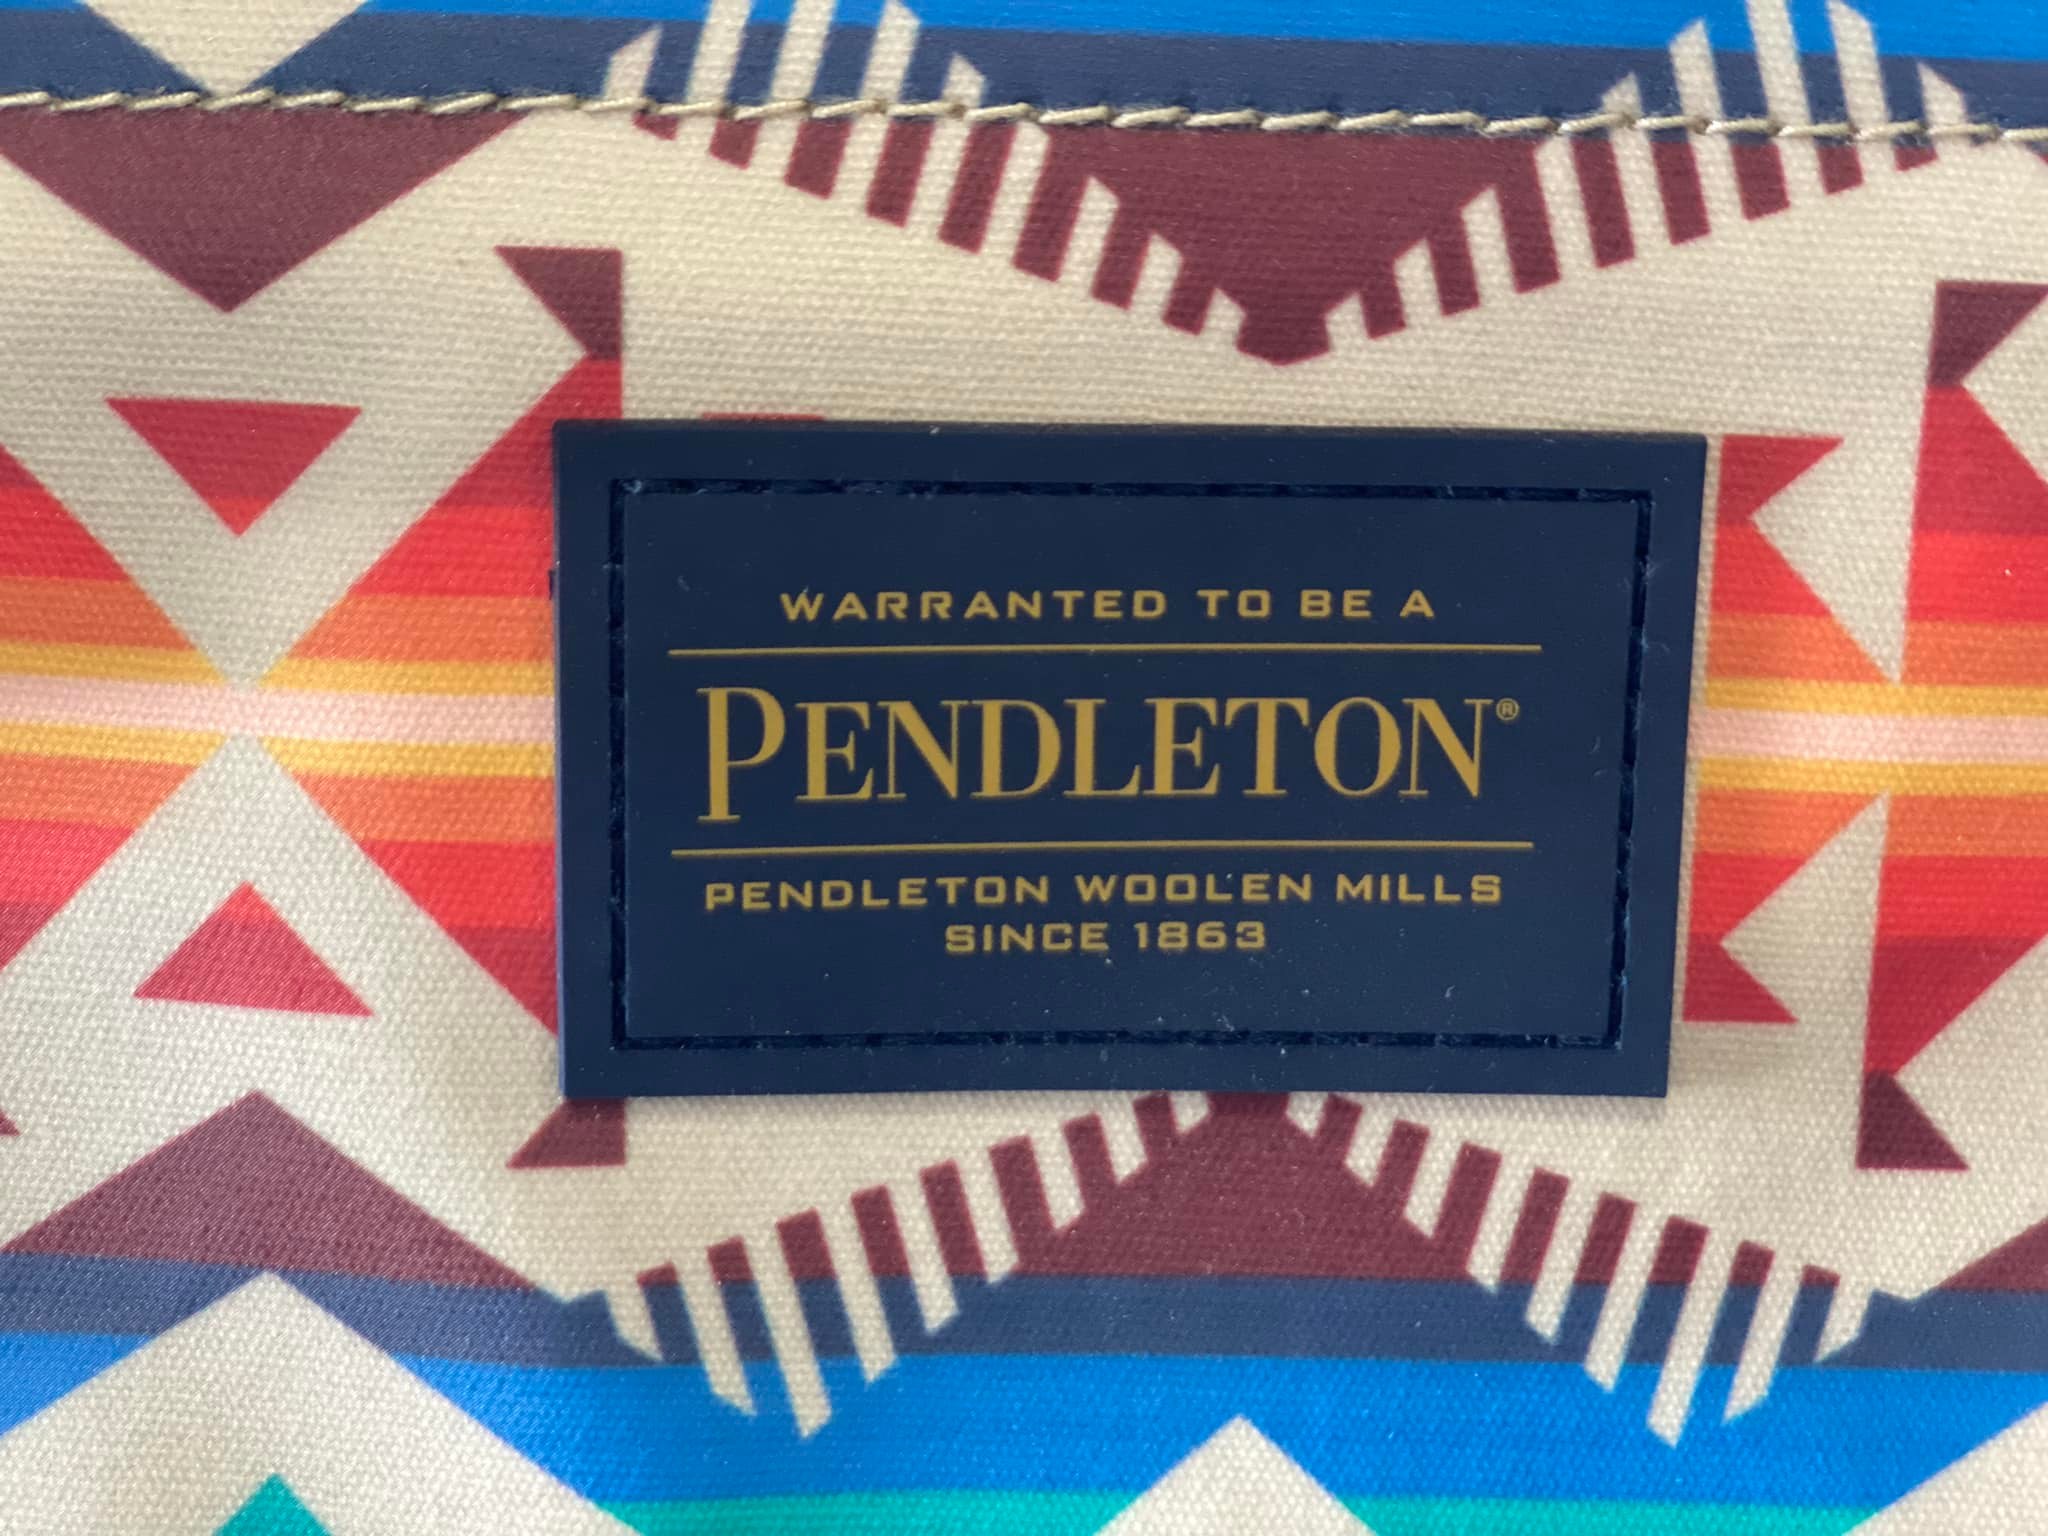 WARRANTED TO BE A
PENDLETON®
PENDLETON WOOLEN MILLS
SINCE 1863